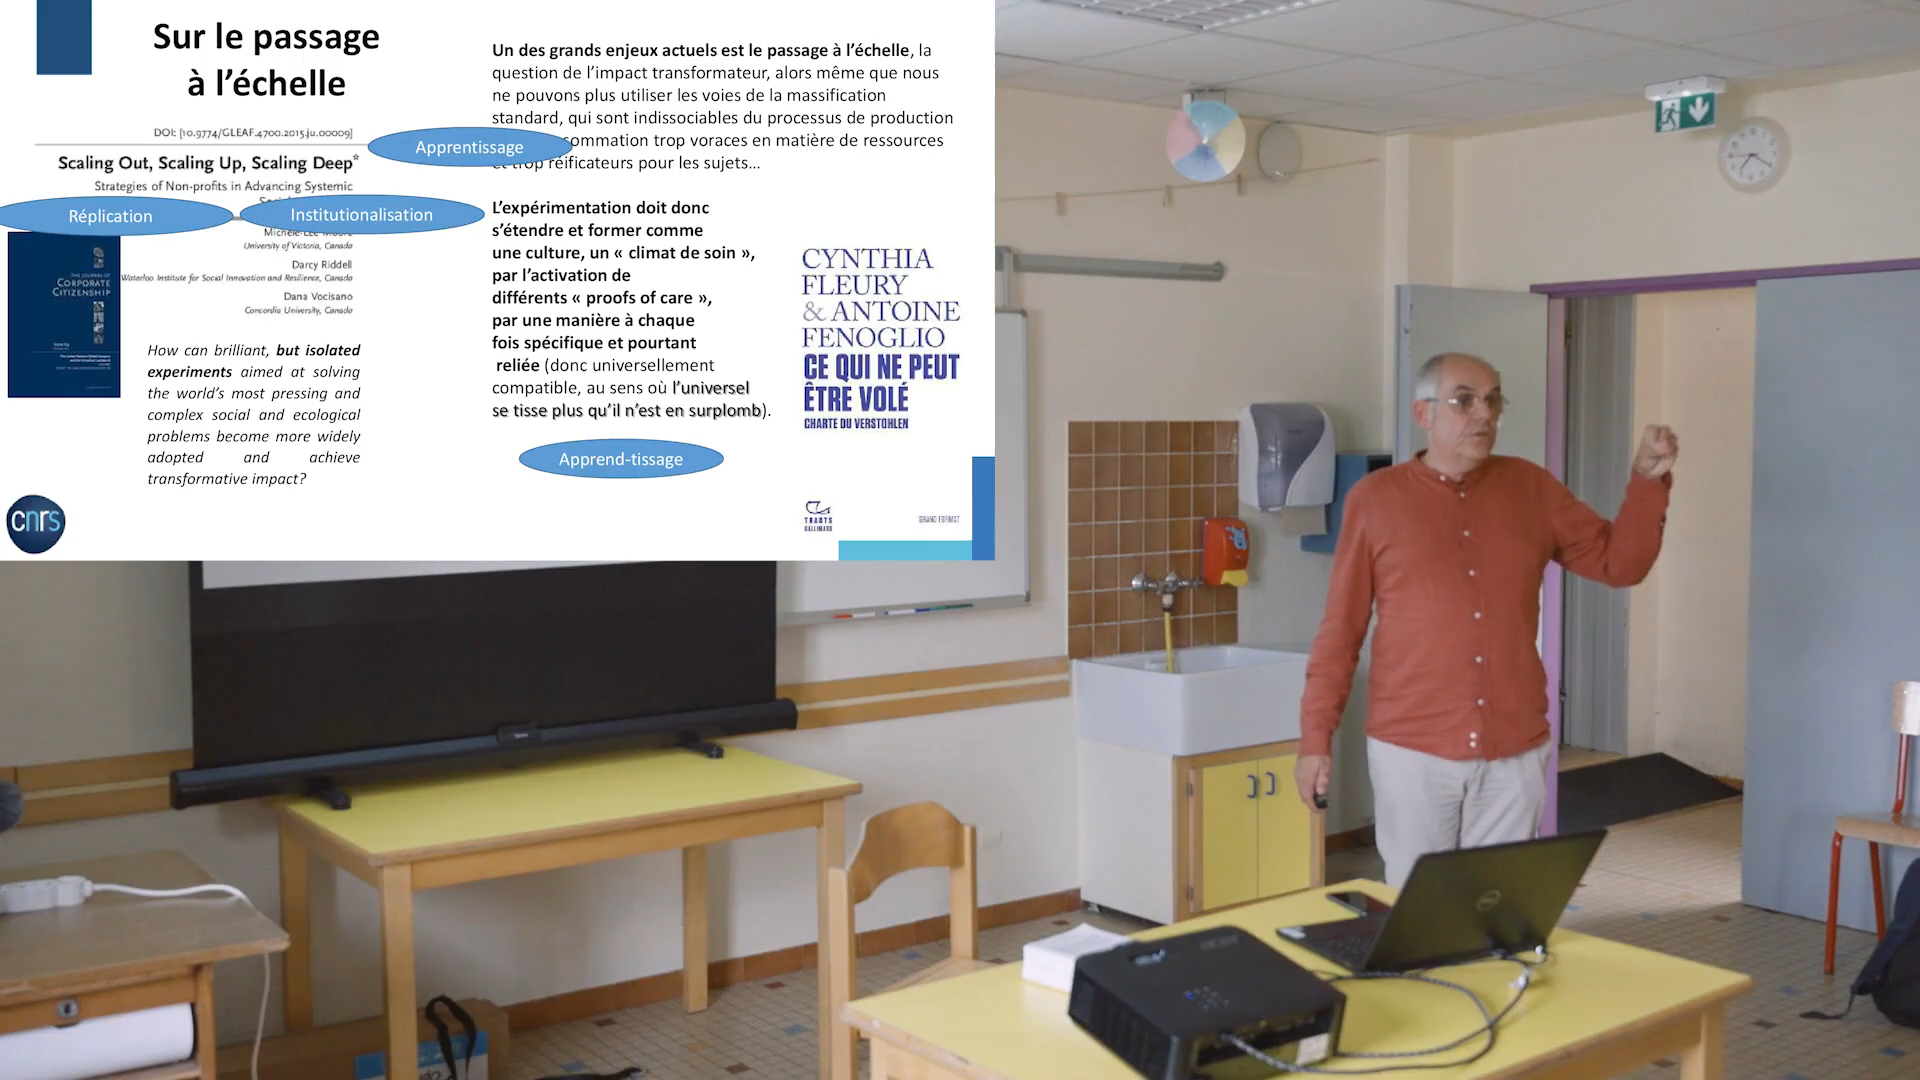 Sur le passage
à l’échelle
DOI: [10.9774/GLEAF.4700.2015.ju.00009]
Scaling Out, Scaling Up, Scaling Deep*
Strategies of Non-profits in Advancing Systemic
Apprentissage
Réplication
Institutionalisation
University of Victoria, Canada
Darcy Riddell
Waterloo Institute for Social Innovation and Resilience, Canada
Dana Vocisano
Concordia University, Canada
THE JOURNAL OF
CORPORATE
CITIZENSHIP
How can brilliant, but isolated
experiments aimed at solving
the world’s most pressing and
complex social and ecological
problems become more widely
adopted and achieve
transformative impact?
cnrs
Un des grands enjeux actuels est le passage à l’échelle, la
question de l’impact transformateur, alors même que nous
ne pouvons plus utiliser les voies de la massification
standard, qui sont indissociables du processus de production
sommation trop voraces en matière de ressources
et trop réificateurs pour les sujets...
L’expérimentation doit donc
s’étendre et former comme
une culture, un « climat de soin »,
par l’activation de
différents « proofs of care »,
par une manière à chaque
fois spécifique et pourtant
reliée (donc universellement
compatible, au sens où l’universel
se tisse plus qu’il n’est en surplomb).
Apprend-tissage
CYNTHIA
FLEURY
& ANTOINE
FENOGLIO
CE QUI NE PEUT
ÊTRE VOLÉ
CHARTE DU VERSTOHLEN
TRACTS
GALLIMARD
GRAND FORMAT
DELL